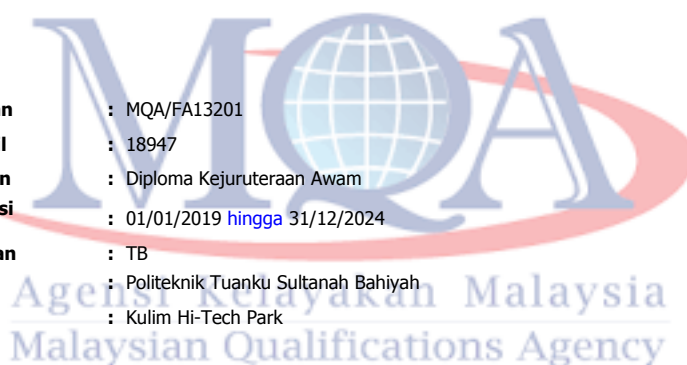 MQA
an : MQA/FA13201
l : 18947
n : Diploma Kejuruteraan Awam
si
: 01/01/2019 hingga 31/12/2024
an : TB
: Politeknik Tuanku Sultanah Bahiyah
: Kulim Hi-Tech Park
Agensi Kelayakan Malaysia
Malaysian Qualifications Agency